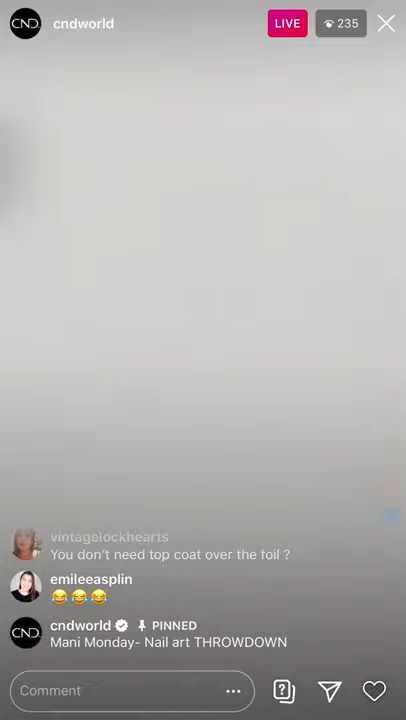 CND
cndworld
LIVE
235
vintagelockhearts
You don't need top coat over the foil ?
emileeasplin
😂😂😂
CND
cndworld PINNED
Mani Monday- Nail art THROWDOWN
Comment